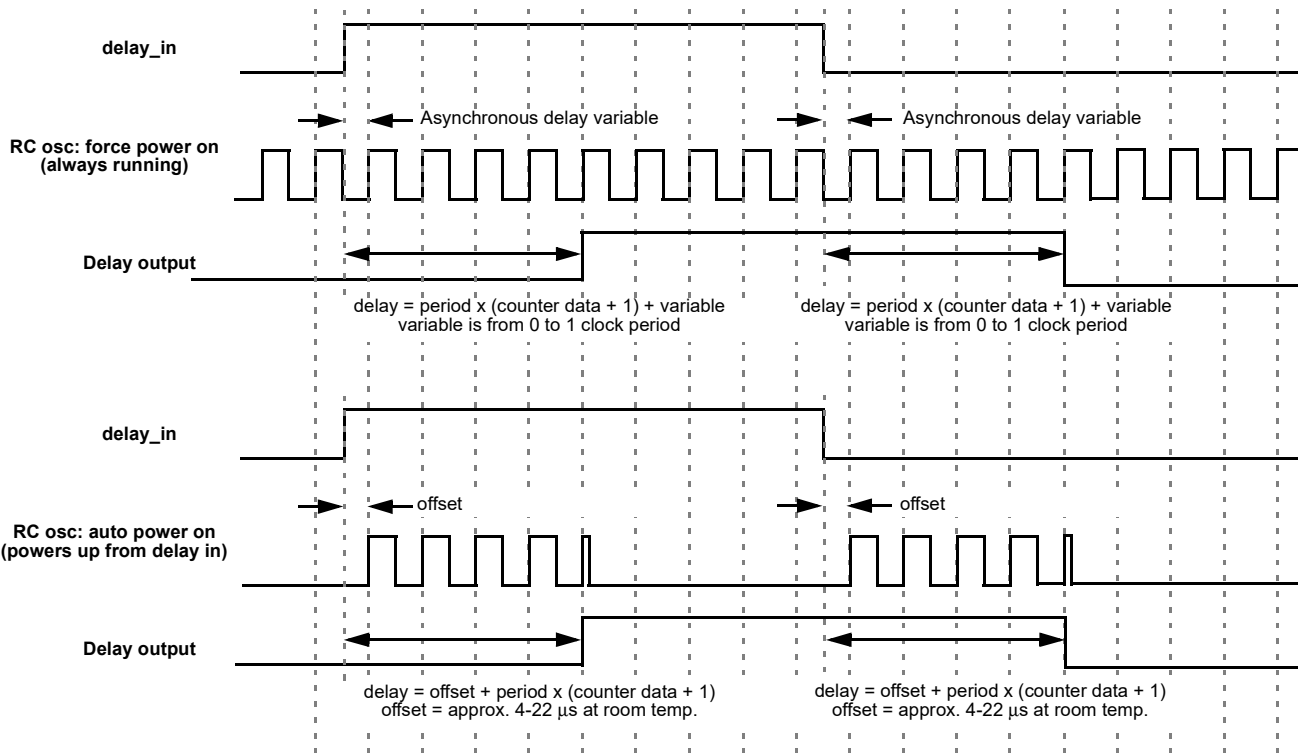 delay_in
Asynchronous delay variable
Asynchronous delay variable
RC osc: force power on
(always running)
Delay output
delay = period x (counter data + 1) + variable
variable is from 0 to 1 clock period
delay = period x (counter data + 1) + variable
variable is from 0 to 1 clock period
delay_in
offset
offset
RC osc: auto power on
(powers up from delay in)
Delay output
delay = offset + period x (counter data + 1)
offset = approx. 4-22 μs at room temp.
delay = offset + period x (counter data + 1)
offset = approx. 4-22 μs at room temp.